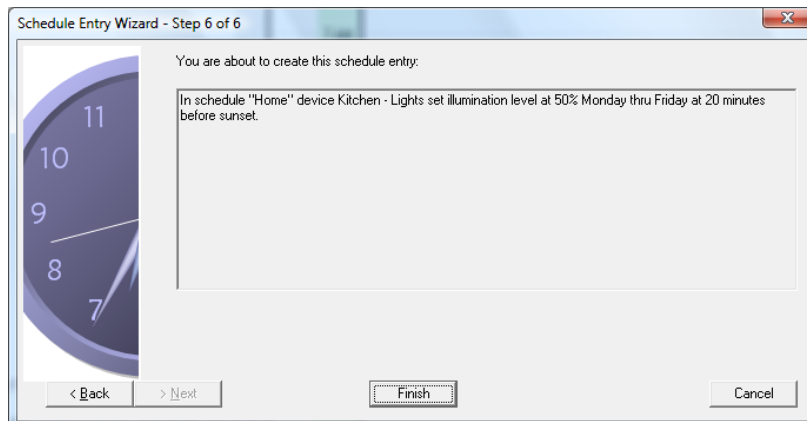 Schedule Entry Wizard - Step 6 of 6
You are about to create this schedule entry:
In schedule "Home" device Kitchen - Lights set illumination level at 50% Monday thru Friday at 20 minutes
before sunset.
11
10
9
8
7
< Back
> Next
Finish
Cancel